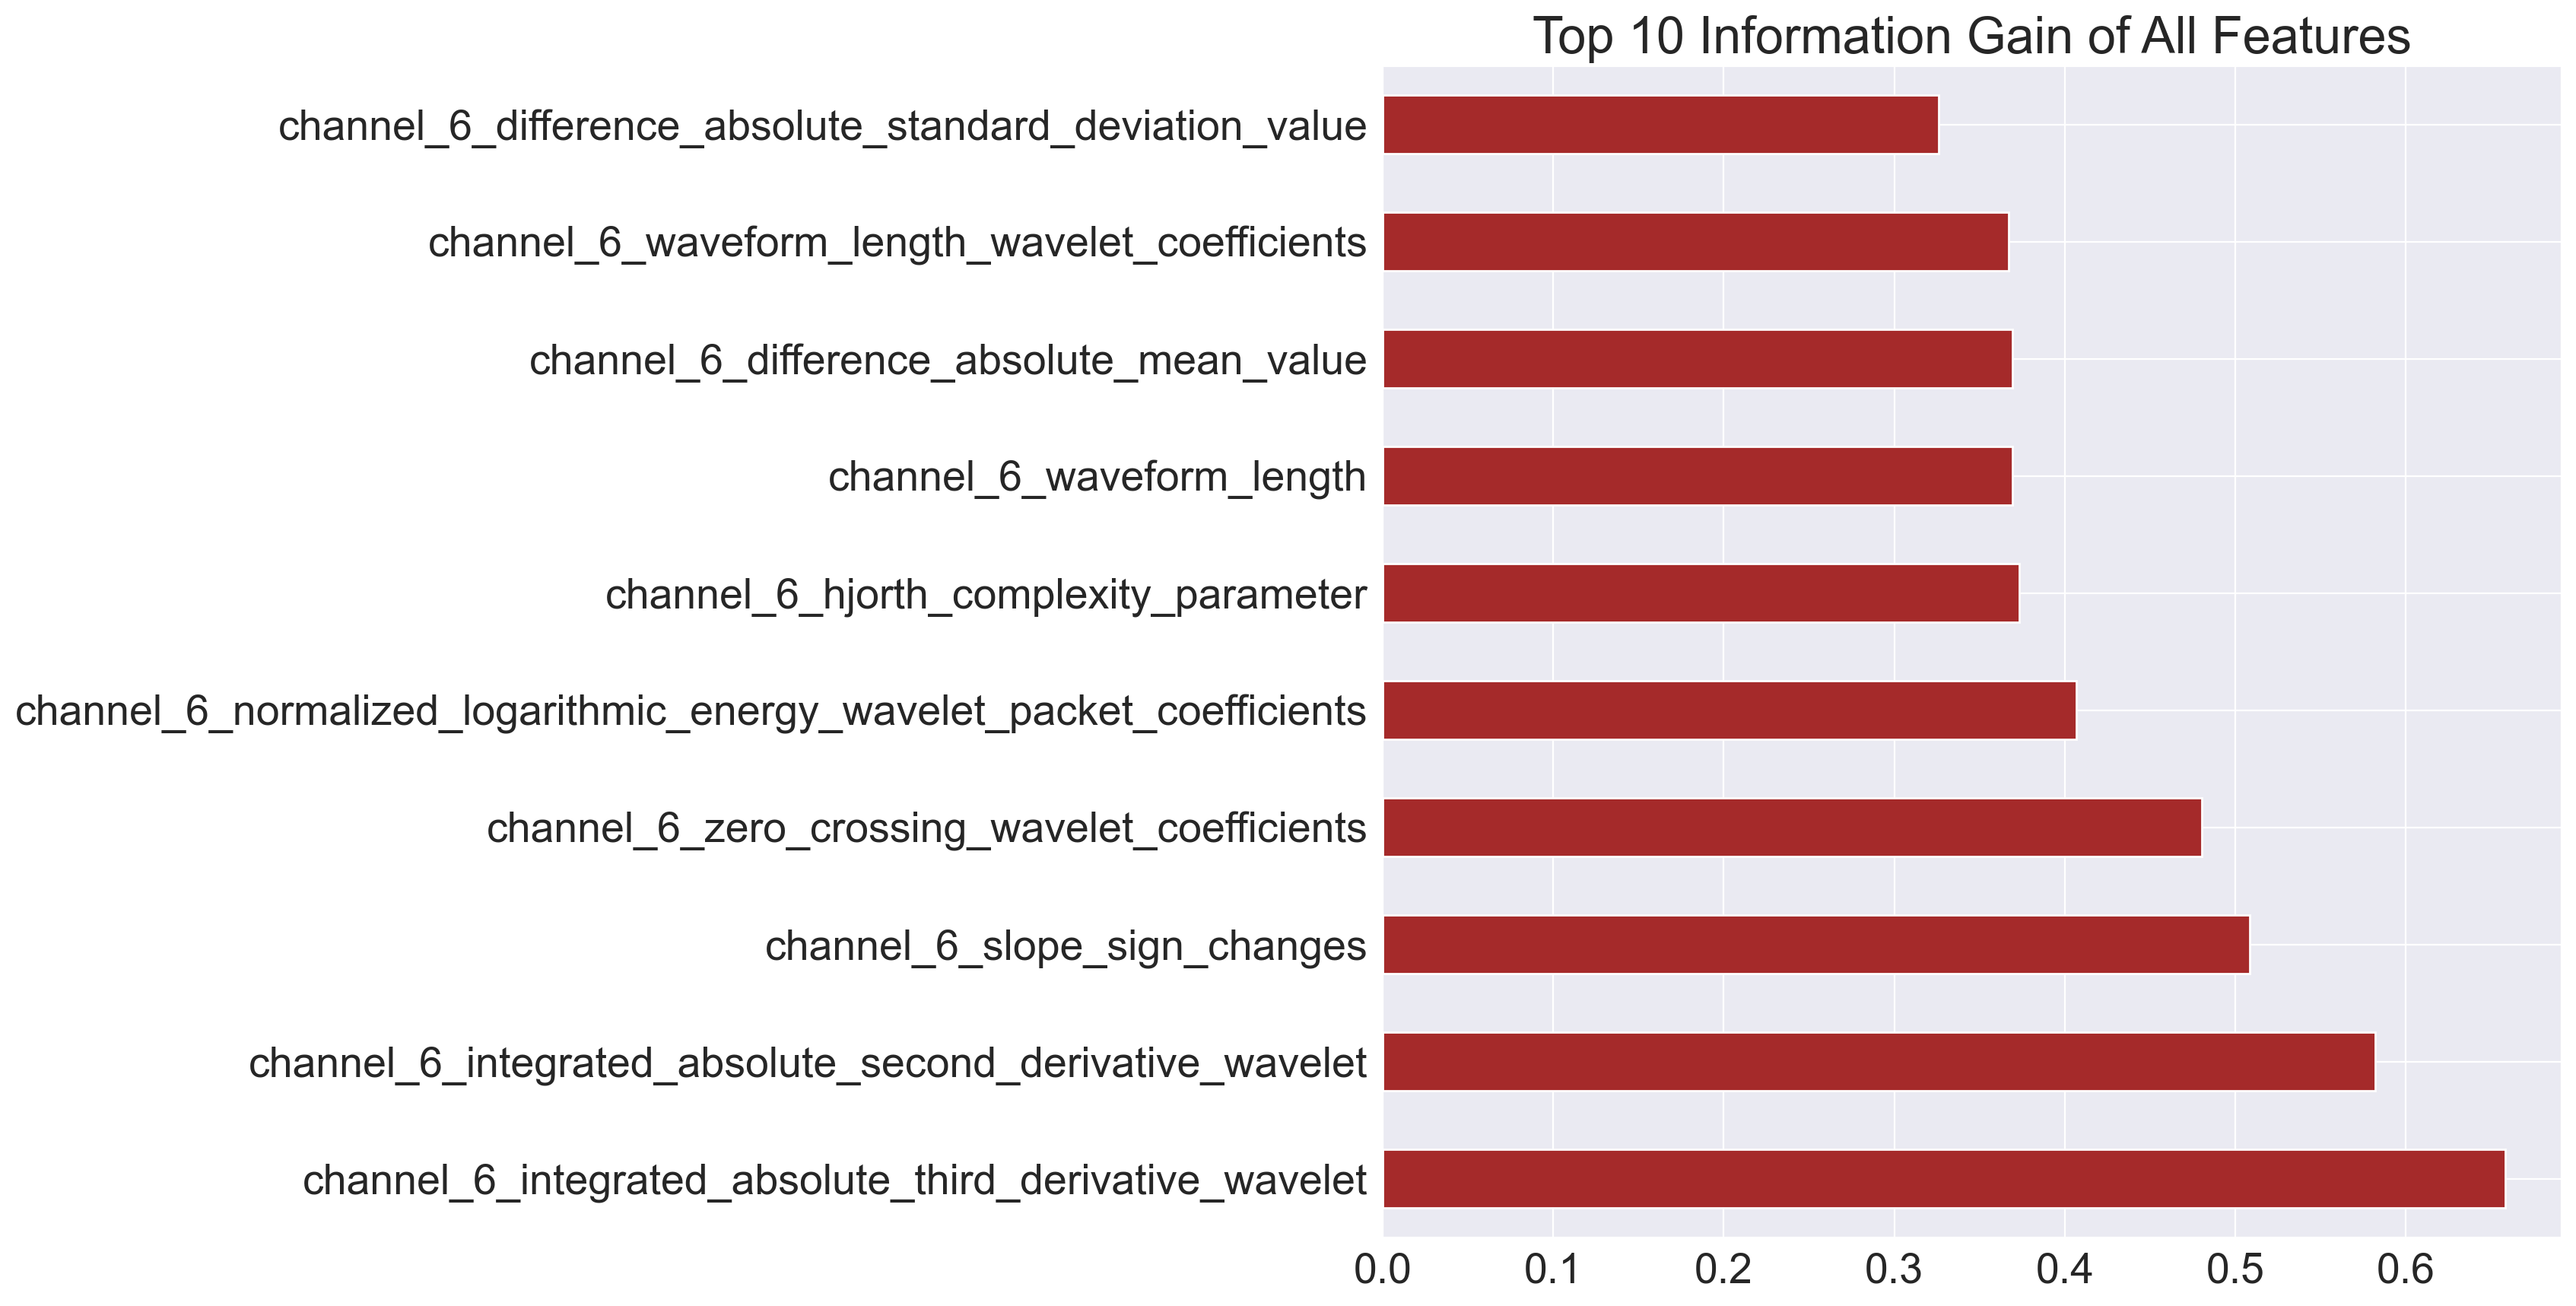 Top 10 Information Gain of All Features
channel_6_difference_absolute_standard_deviation_value
channel_6_waveform_length_wavelet_coefficients
channel_6_difference_absolute_mean_value
channel_6_waveform_length
channel_6_hjorth_complexity_parameter
channel_6_normalized_logarithmic_energy_wavelet_packet_coefficients
channel_6_zero_crossing_wavelet_coefficients
channel_6_slope_sign_changes
channel_6_integrated_absolute_second_derivative_wavelet
channel_6_integrated_absolute_third_derivative_wavelet
0.0 0.1 0.2 0.3 0.4 0.5 0.6